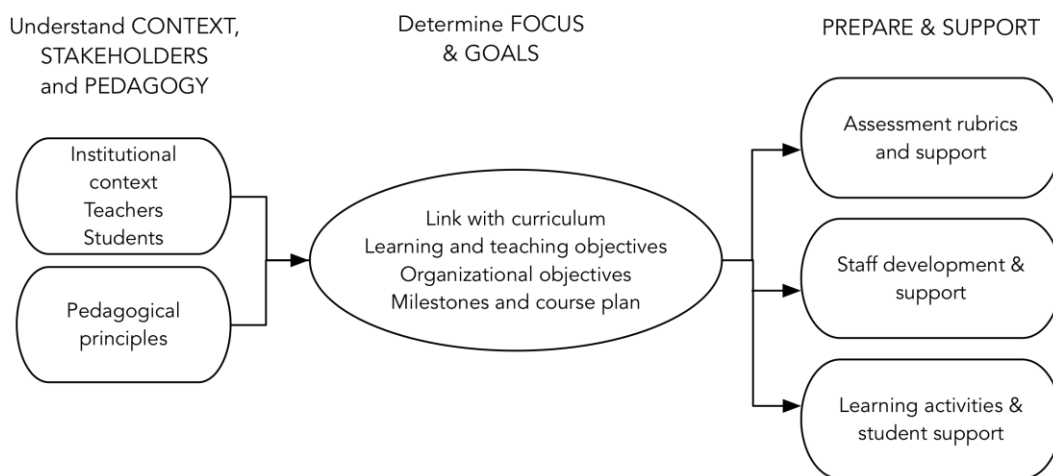 Understand CONTEXT,
STAKEHOLDERS
and PEDAGOGY
Determine FOCUS
& GOALS
PREPARE & SUPPORT
Institutional
context
Teachers
Students
Pedagogical
principles
Link with curriculum
Learning and teaching objectives
Organizational objectives
Milestones and course plan
Assessment rubrics
and support
Staff development &
support
Learning activities &
student support